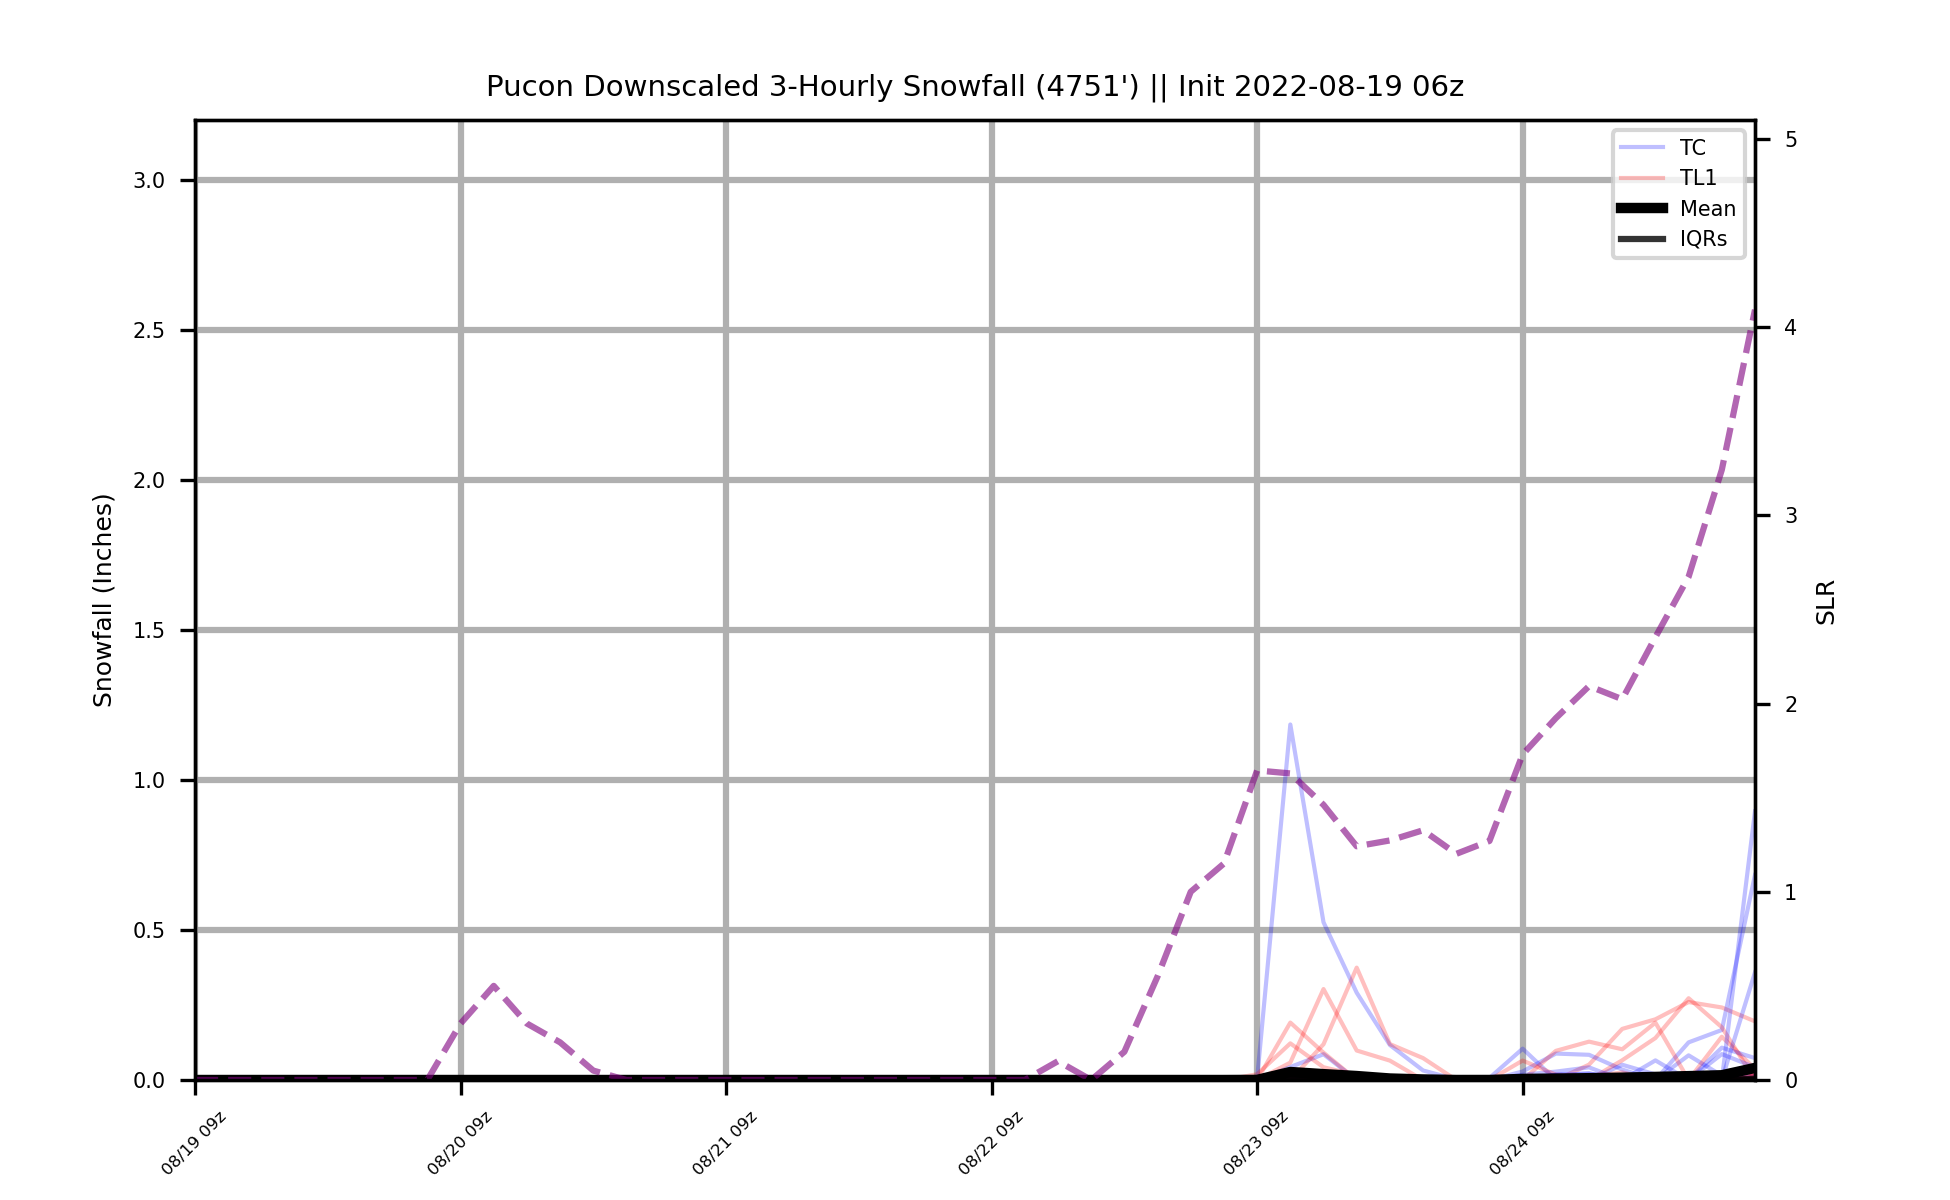 Pucon Downscaled 3-Hourly Snowfall (4751') || Init 2022-08-19 06z
TC
TL1
Mean
IQRs
Snowfall (Inches)
3.0
2.5
2.0
1.5
1.0
0.5
0.0
5
4
3
2
1
0
SLR
08/19 09z
08/20 09z
08/21 09z
08/22 09z
08/23 09z
08/24 09z